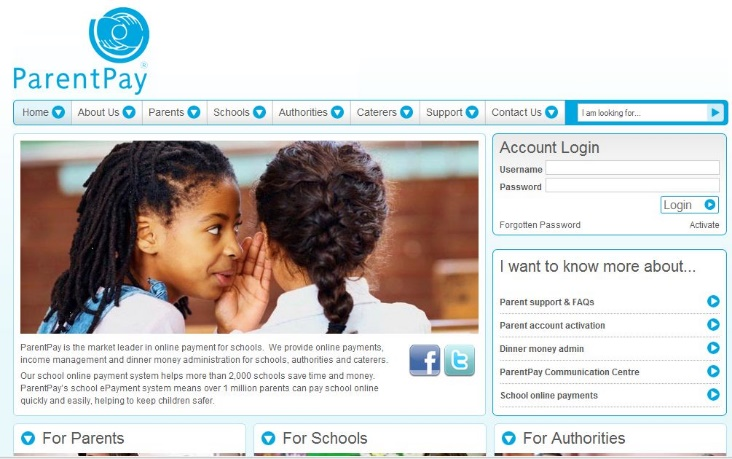 ParentPay®
Home About Us Parents Schools Authorities Caterers Support Contact Us I am looking for...
Account Login
Username
Password
Login
Forgotten Password Activate
I want to know more about...
Parent support & FAQs
Parent account activation
Dinner money admin
ParentPay Communication Centre
School online payments
ParentPay is the market leader in online payment for schools. We provide online payments,
income management and dinner money administration for schools, authorities and caterers.
Our school online payment system helps more than 2,000 schools save time and money.
ParentPay's school ePayment system means over 1 million parents can pay school online
quickly and easily, helping to keep children safer.
f t
For Parents For Schools For Authorities